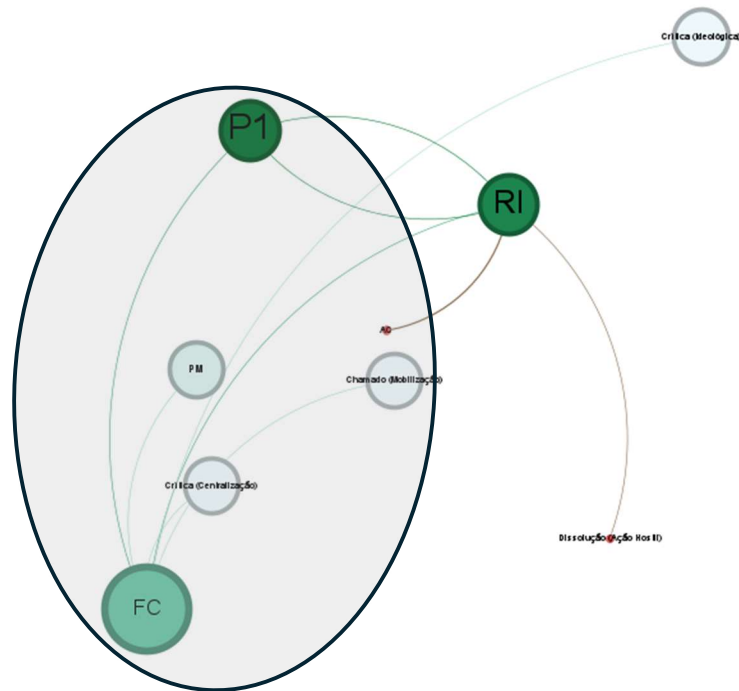 Crítica (Ideológica)
P1
RI
AC
PM
Chamado (Mobilização)
Crítica (Centralização)
Dissolução (Ação Hostil)
FC